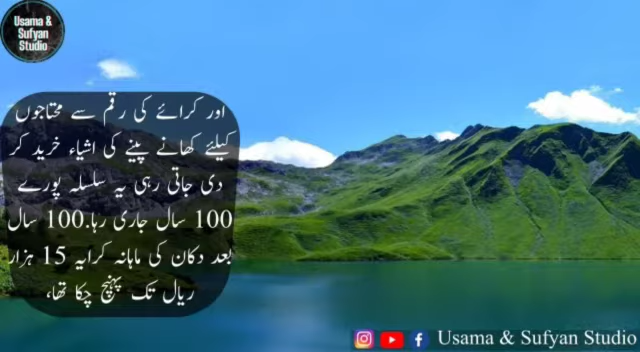 Usama &
Sufyan
Studio
اور کرائے کی رقم سے محتاجوں
کیلئے کھانے پینے کی اشیاء خرید کر
دی جاتی رہی یہ سلسلہ پورے
100 سال جاری رہا.100 سال
بعد دکان کی ماہانہ کرایہ 15 ہزار
ریال تک پہنچ چکا تھا،
Usama & Sufyan Studio